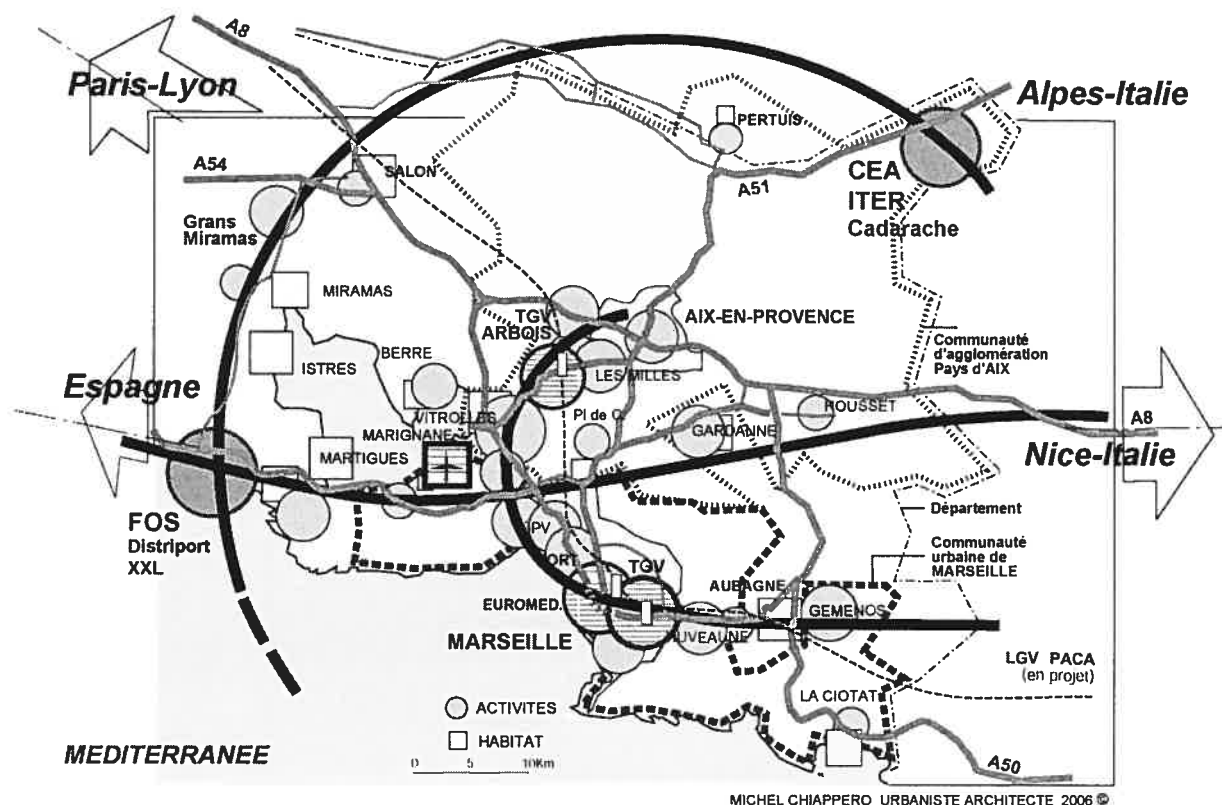 A8
Paris-Lyon
Alpes-Italie
PERTUIS
A54
SALON
A51
CEA
ITER
Cadarache
Grans
Miramas
MIRAMAS
TGV
ARBOIS
AIX-EN-PROVENCE
Communauté
d'agglomération
Pays d'AIX
ISTRES
BERRE
LES MILLES
Espagne
VITROLLES
Pl de C.
ROUSSET
A8
MARIGNANE
GARDANNE
Nice-Italie
MARTIGUES
FOS
Distriport
XXL
Département
PV
PORT
TGV
Communauté
urbaine de
MARSEILLE
AUBAGNE
EUROMED.
GEMENOS
MARSEILLE
HUVEAUNE
LGV PACA
(en projet)
LA CIOTAT
ACTIVITES
HABITAT
MEDITERRANEE
0 5 10Km
A50
MICHEL CHIAPPERO URBANISTE ARCHITECTE 2006 ©